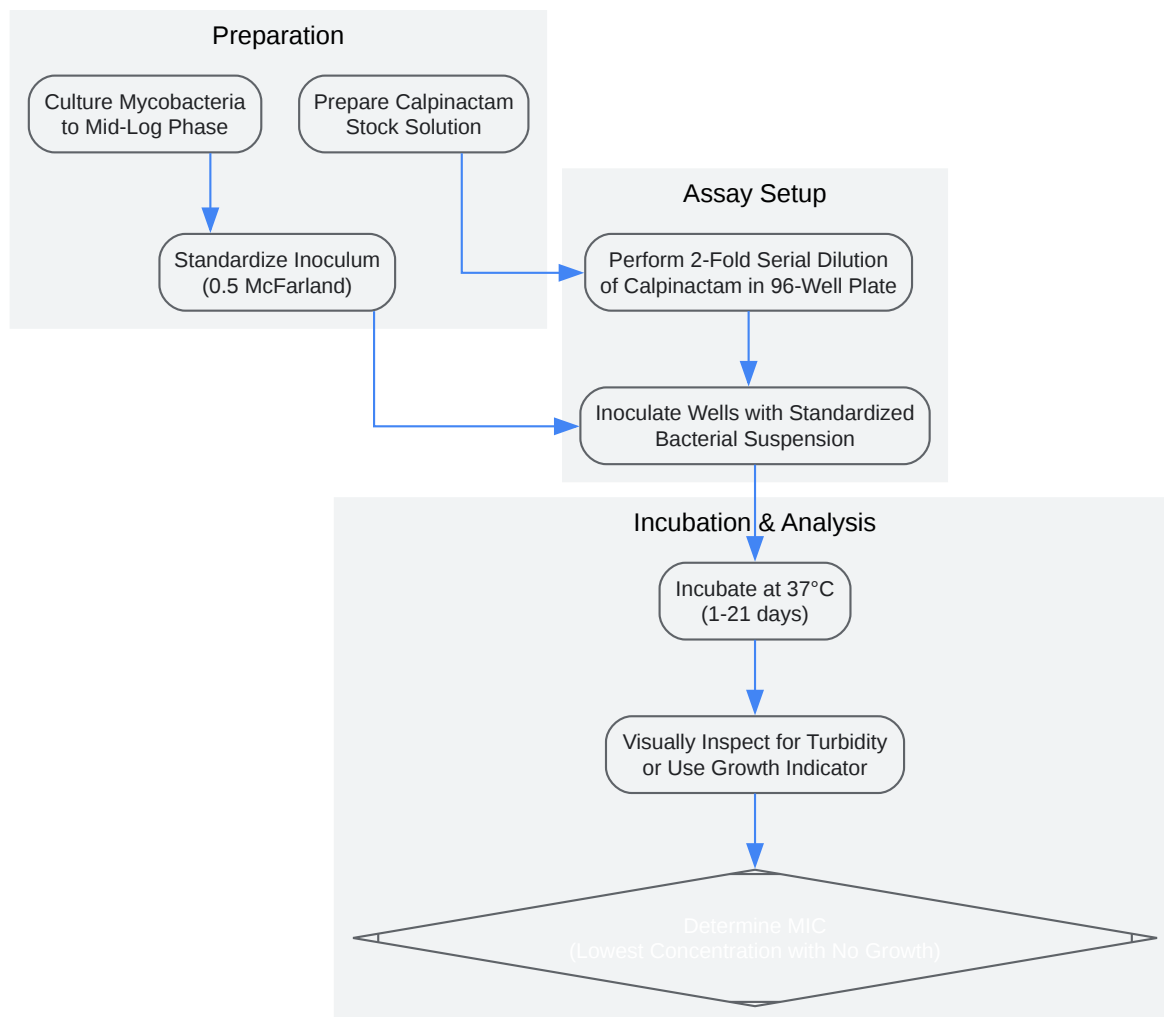 Preparation
Culture Mycobacteria
to Mid-Log Phase
Prepare Calpinactam
Stock Solution
Standardize Inoculum
(0.5 McFarland)
Assay Setup
Perform 2-Fold Serial Dilution
of Calpinactam in 96-Well Plate
Inoculate Wells with Standardized
Bacterial Suspension
Incubation & Analysis
Incubate at 37°C
(1-21 days)
Visually Inspect for Turbidity
or Use Growth Indicator
Determine MIC
(Lowest Concentration with No Growth)